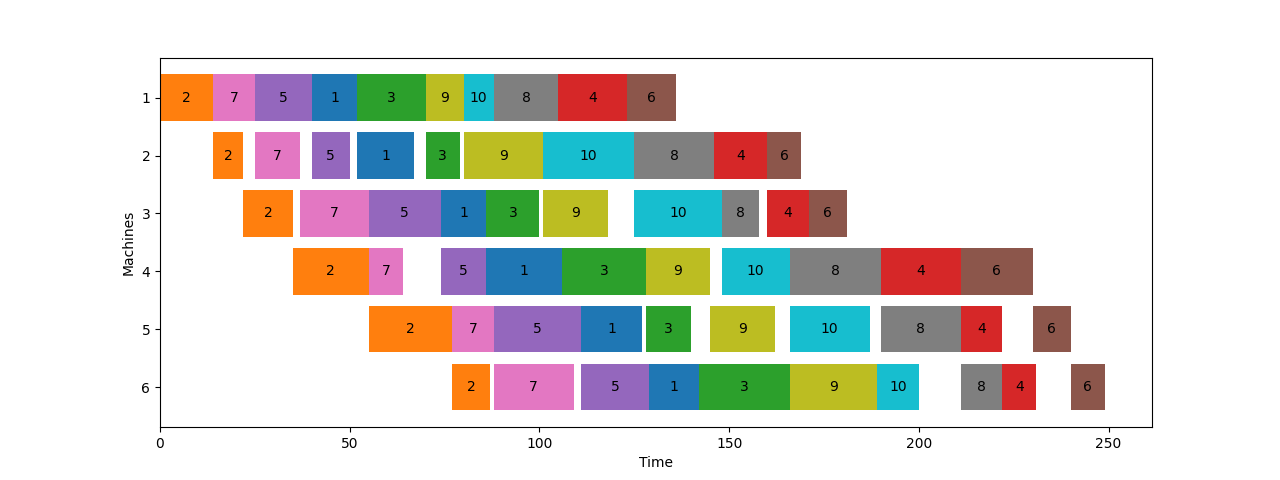 1 2 7 5 1 3 9 10 8 4 6
2 2 7 5 1 3 9 10 8 4 6
3 2 7 5 1 3 9 10 8 4 6
4 2 7 5 1 3 9 10 8 4 6
5 2 7 5 1 3 9 10 8 4 6
6 2 7 5 1 3 9 10 8 4 6
Machines
0 50 100 150 200 250
Time